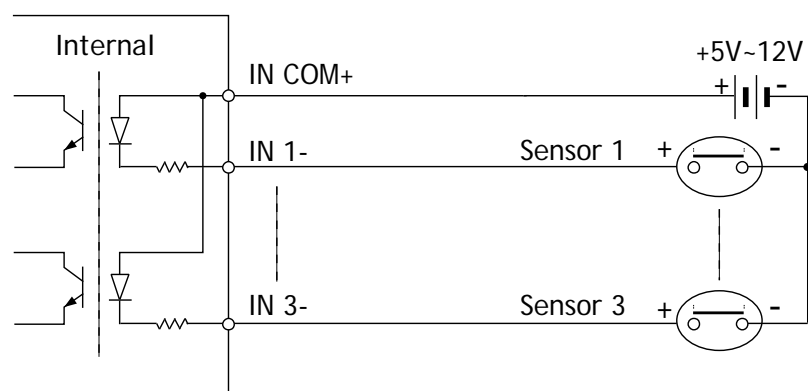 Internal
+5V~12V
IN COM+
+ -
IN 1-
Sensor 1
+ -
IN 3-
Sensor 3
+ -